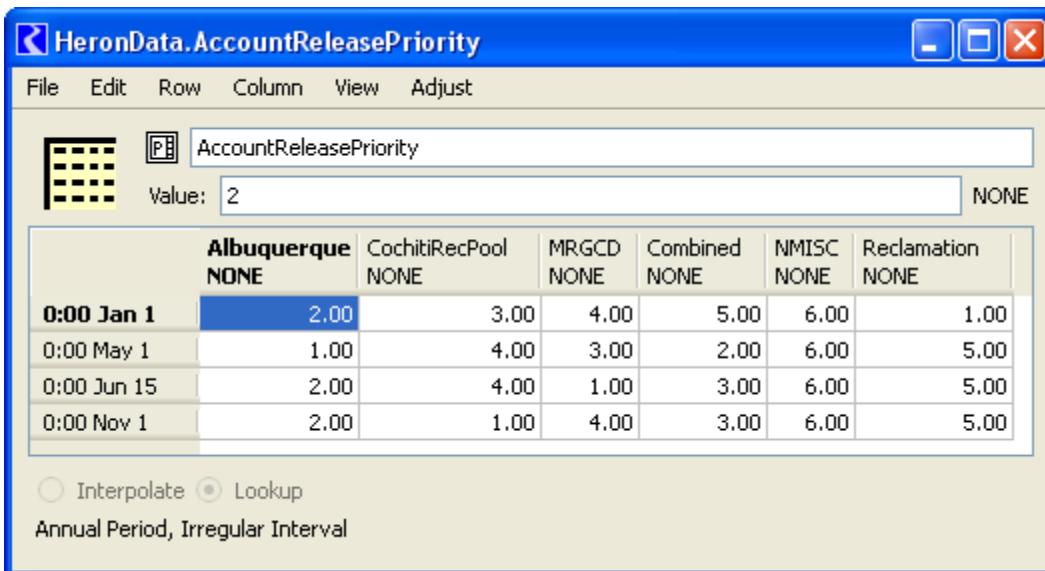 HeronData.AccountReleasePriority
File Edit Row Column View Adjust
AccountReleasePriority
Value: 2 NONE
Albuquerque CochitiRecPool MRGCD Combined NMISC Reclamation
NONE NONE NONE NONE NONE NONE
0:00 Jan 1 2.00 3.00 4.00 5.00 6.00 1.00
0:00 May 1 1.00 4.00 3.00 2.00 6.00 5.00
0:00 Jun 15 2.00 4.00 1.00 3.00 6.00 5.00
0:00 Nov 1 2.00 1.00 4.00 3.00 6.00 5.00
Interpolate Lookup
Annual Period, Irregular Interval